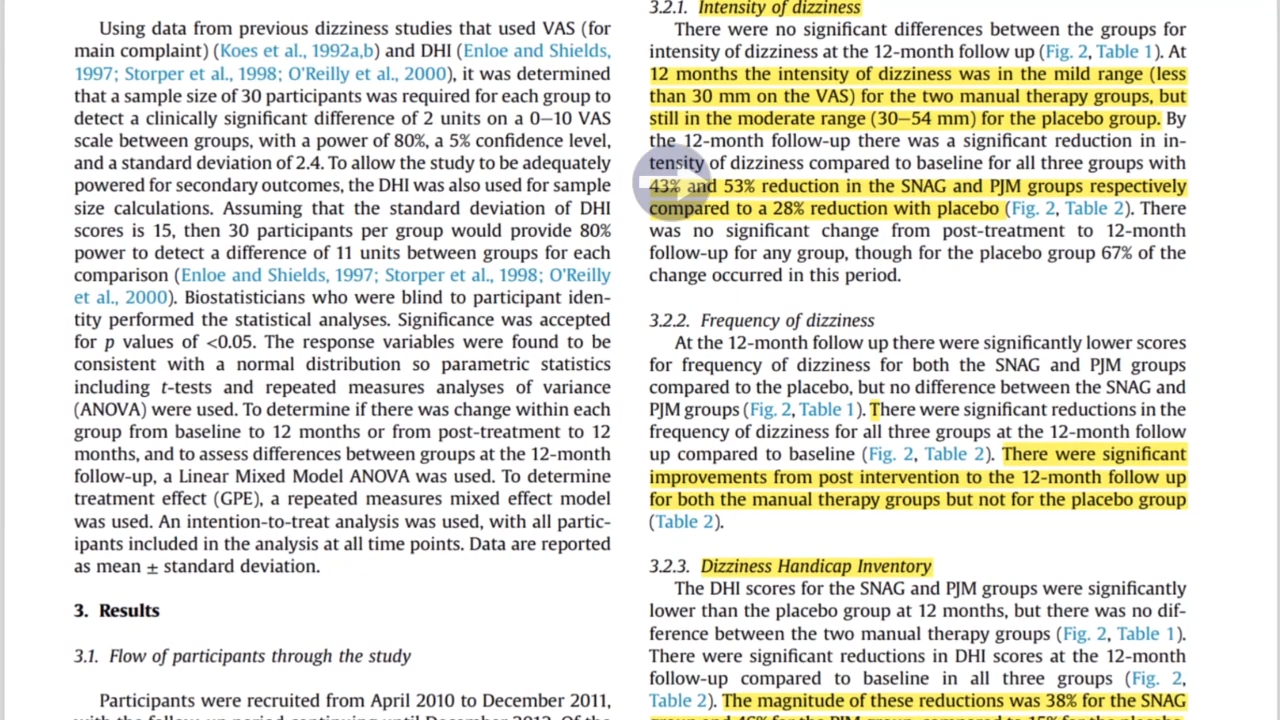 Using data from previous dizziness studies that used VAS (for
main complaint) (Koes et al., 1992a,b) and DHI (Enloe and Shields,
1997; Storper et al., 1998; O'Reilly et al., 2000), it was determined
that a sample size of 30 participants was required for each group to
detect a clinically significant difference of 2 units on a 0–10 VAS
scale between groups, with a power of 80%, a 5% confidence level,
and a standard deviation of 2.4. To allow the study to be adequately
powered for secondary outcomes, the DHI was also used for sample
size calculations. Assuming that the standard deviation of DHI
scores is 15, then 30 participants per group would provide 80%
power to detect a difference of 11 units between groups for each
comparison (Enloe and Shields, 1997; Storper et al., 1998; O'Reilly
et al., 2000). Biostatisticians who were blind to participant iden-
tity performed the statistical analyses. Significance was accepted
for p values of <0.05. The response variables were found to be
consistent with a normal distribution so parametric statistics
including t-tests and repeated measures analyses of variance
(ANOVA) were used. To determine if there was change within each
group from baseline to 12 months or from post-treatment to 12
months, and to assess differences between groups at the 12-month
follow-up, a Linear Mixed Model ANOVA was used. To determine
treatment effect (GPE), a repeated measures mixed effect model
was used. An intention-to-treat analysis was used, with all partic-
ipants included in the analysis at all time points. Data are reported
as mean ± standard deviation.
3. Results
3.1. Flow of participants through the study
Participants were recruited from April 2010 to December 2011,
with the follow-up period continuing until December 2012. Of the
3.2.1. Intensity of dizziness
There were no significant differences between the groups for
intensity of dizziness at the 12-month follow up (Fig. 2, Table 1). At
12 months the intensity of dizziness was in the mild range (less
than 30 mm on the VAS) for the two manual therapy groups, but
still in the moderate range (30–54 mm) for the placebo group. By
the 12-month follow-up there was a significant reduction in in-
tensity of dizziness compared to baseline for all three groups with
43% and 53% reduction in the SNAG and PJM groups respectively
compared to a 28% reduction with placebo (Fig. 2, Table 2). There
was no significant change from post-treatment to 12-month
follow-up for any group, though for the placebo group 67% of the
change occurred in this period.
3.2.2. Frequency of dizziness
At the 12-month follow up there were significantly lower scores
for frequency of dizziness for both the SNAG and PJM groups
compared to the placebo, but no difference between the SNAG and
PJM groups (Fig. 2, Table 1). There were significant reductions in the
frequency of dizziness for all three groups at the 12-month follow
up compared to baseline (Fig. 2, Table 2). There were significant
improvements from post intervention to the 12-month follow up
for both the manual therapy groups but not for the placebo group
(Table 2).
3.2.3. Dizziness Handicap Inventory
The DHI scores for the SNAG and PJM groups were significantly
lower than the placebo group at 12 months, but there was no dif-
ference between the two manual therapy groups (Fig. 2, Table 1).
There were significant reductions in DHI scores at the 12-month
follow-up compared to baseline in all three groups (Fig. 2,
Table 2). The magnitude of these reductions was 38% for the SNAG
group and 46% for the PJM group, compared to 15% for the placebo